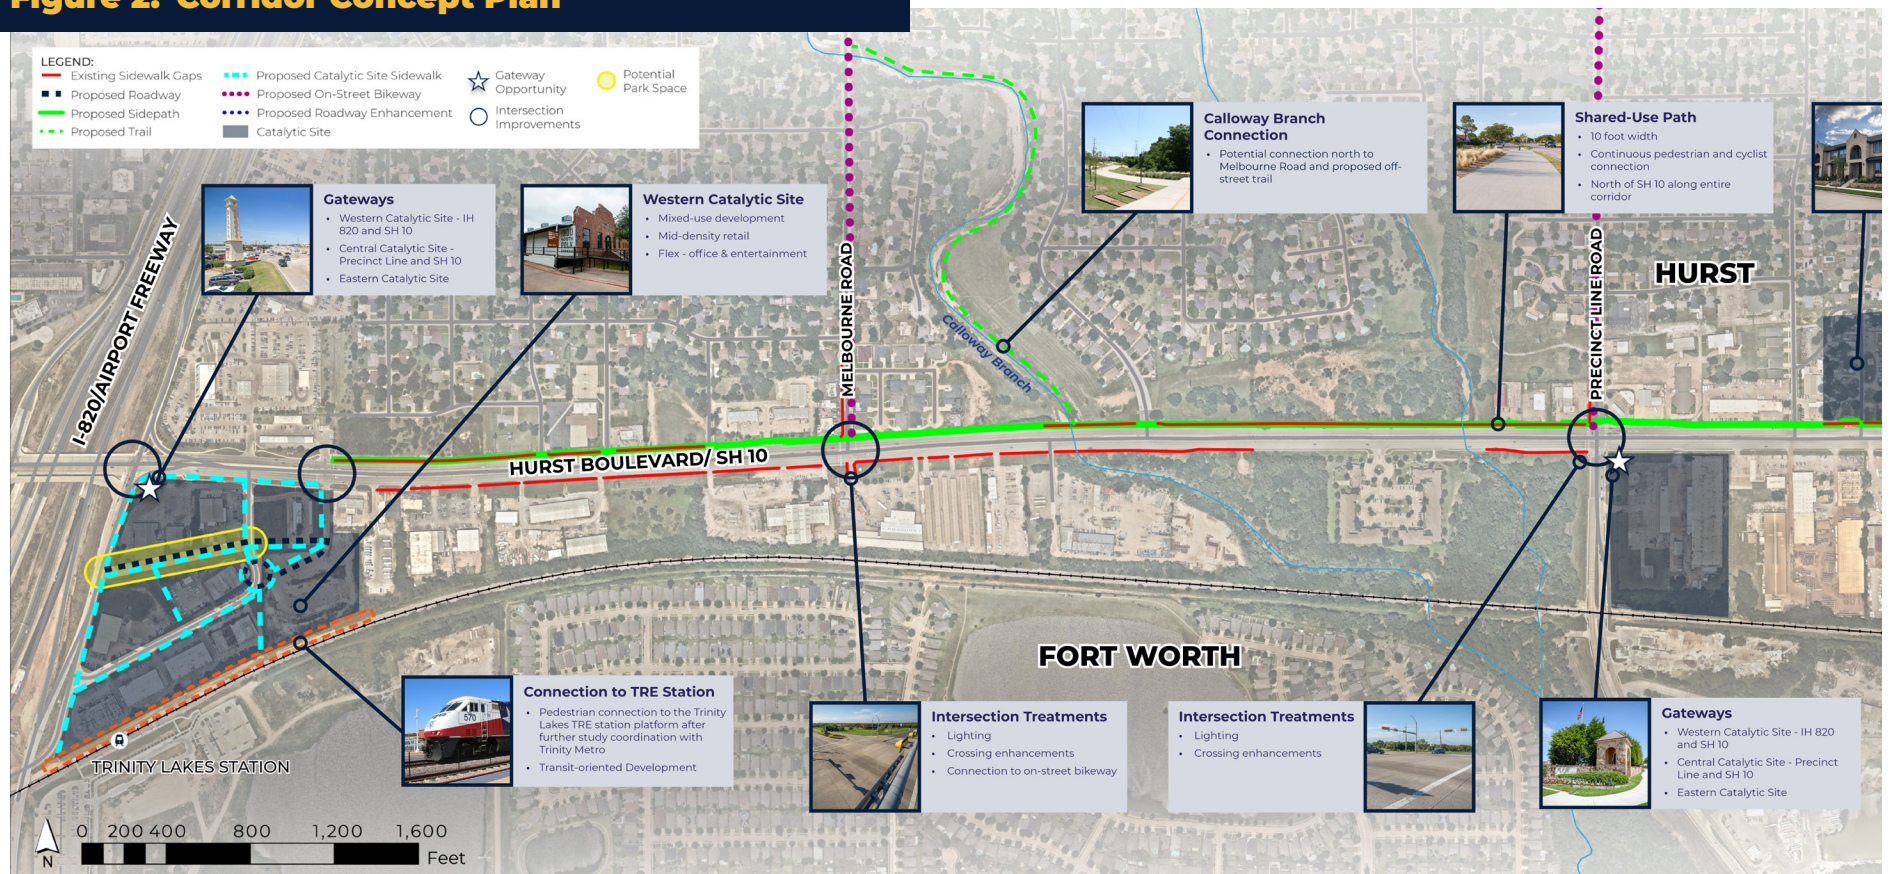 Figure 2: Corridor Concept Plan
LEGEND:
Existing Sidewalk Gaps
Proposed Roadway
Proposed Sidepath
Proposed Trail
Proposed Catalytic Site Sidewalk
Proposed On-Street Bikeway
Proposed Roadway Enhancement
Catalytic Site
Gateway
Opportunity
Intersection
Improvements
Potential
Park Space
Gateways
• Western Catalytic Site - IH
820 and SH 10
• Central Catalytic Site -
Precinct Line and SH 10
• Eastern Catalytic Site
Western Catalytic Site
• Mixed-use development
• Mid-density retail
• Flex - office & entertainment
Calloway Branch
Connection
• Potential connection north to
Melbourne Road and proposed off-
street trail
Shared-Use Path
• 10 foot width
• Continuous pedestrian and cyclist
connection
• North of SH 10 along entire
corridor
I-820/AIRPORT FREEWAY
MELBOURNE ROAD
Calloway Branch
PRECINCT LINE ROAD
HURST
HURST BOULEVARD/ SH 10
FORT WORTH
TRINITY LAKES STATION
Connection to TRE Station
• Pedestrian connection to the Trinity
Lakes TRE station platform after
further study coordination with
Trinity Metro
• Transit-oriented Development
570
Intersection Treatments
• Lighting
• Crossing enhancements
• Connection to on-street bikeway
Intersection Treatments
• Lighting
• Crossing enhancements
Gateways
• Western Catalytic Site - IH 820
and SH 10
• Central Catalytic Site - Precinct
Line and SH 10
• Eastern Catalytic Site
N
0 200 400 800 1,200 1,600
Feet